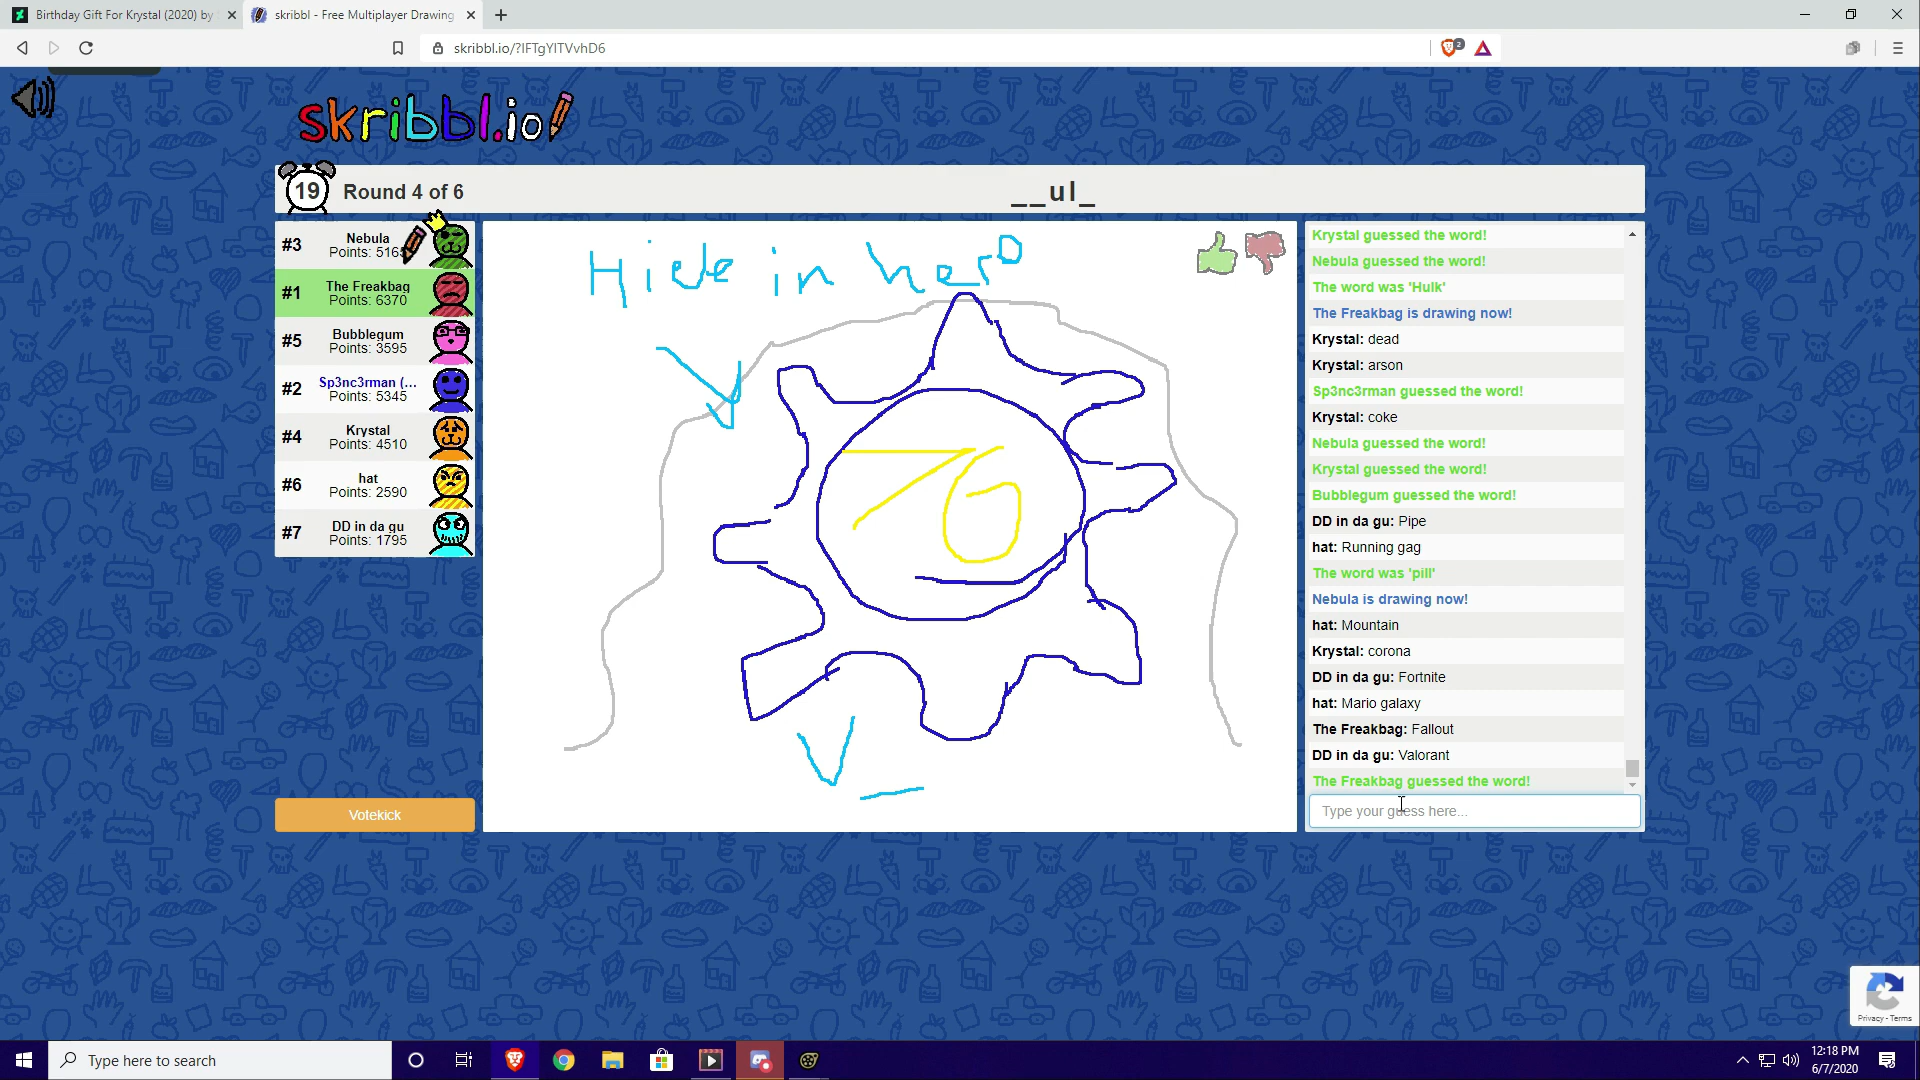 Birthday Gift For Krystal (2020) by
skribbl - Free Multiplayer Drawing
skribbl.io/?IFTgYlTVvhD6
2
skribbl.io
19
Round 4 of 6
__ul_
#3
Nebula
Points: 5165
#1
The Freakbag
Points: 6370
#5
Bubblegum
Points: 3595
#2
Sp3nc3rman (...
Points: 5345
#4
Krystal
Points: 4510
#6
hat
Points: 2590
#7
DD in da gu
Points: 1795
Votekick
Hide in here
76
V_
Krystal guessed the word!
Nebula guessed the word!
The word was 'Hulk'
The Freakbag is drawing now!
Krystal: dead
Krystal: arson
Sp3nc3rman guessed the word!
Krystal: coke
Nebula guessed the word!
Krystal guessed the word!
Bubblegum guessed the word!
DD in da gu: Pipe
hat: Running gag
The word was 'pill'
Nebula is drawing now!
hat: Mountain
Krystal: corona
DD in da gu: Fortnite
hat: Mario galaxy
The Freakbag: Fallout
DD in da gu: Valorant
The Freakbag guessed the word!
Type your guess here...
Privacy - Terms
Type here to search
12:18 PM
6/7/2020